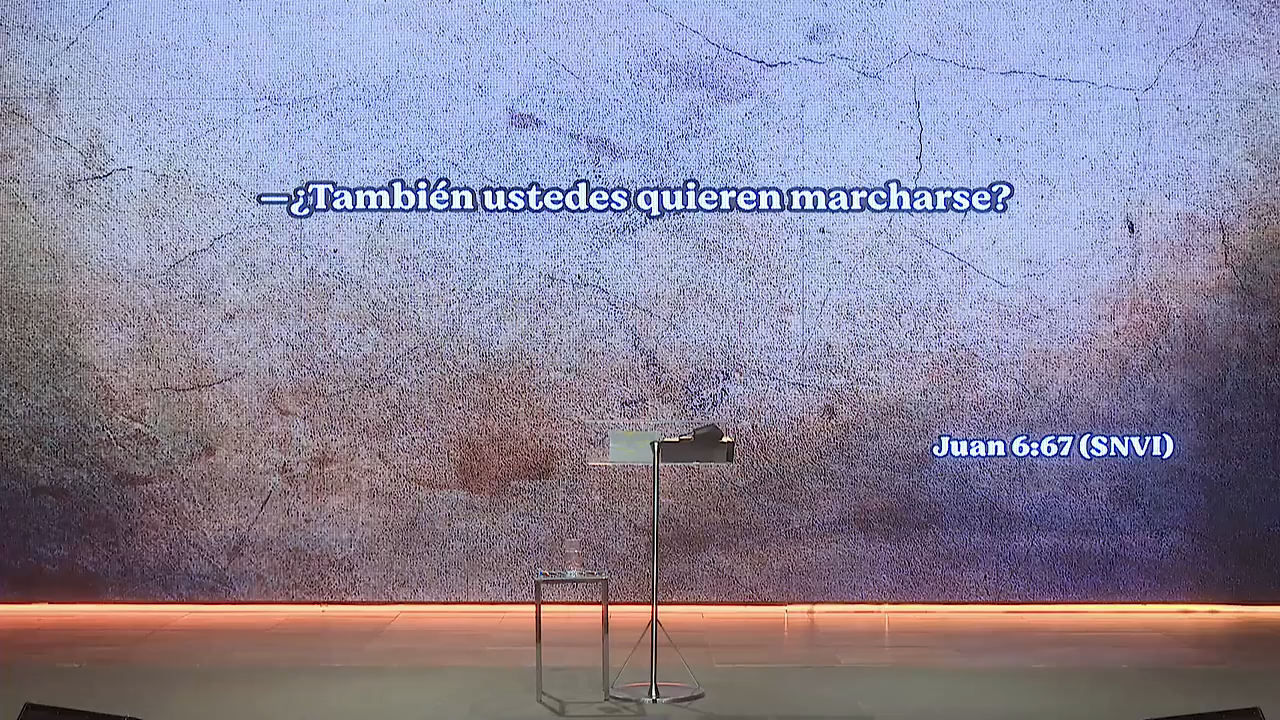 —¿También ustedes quieren marcharse?
Juan 6:67 (SNVI)